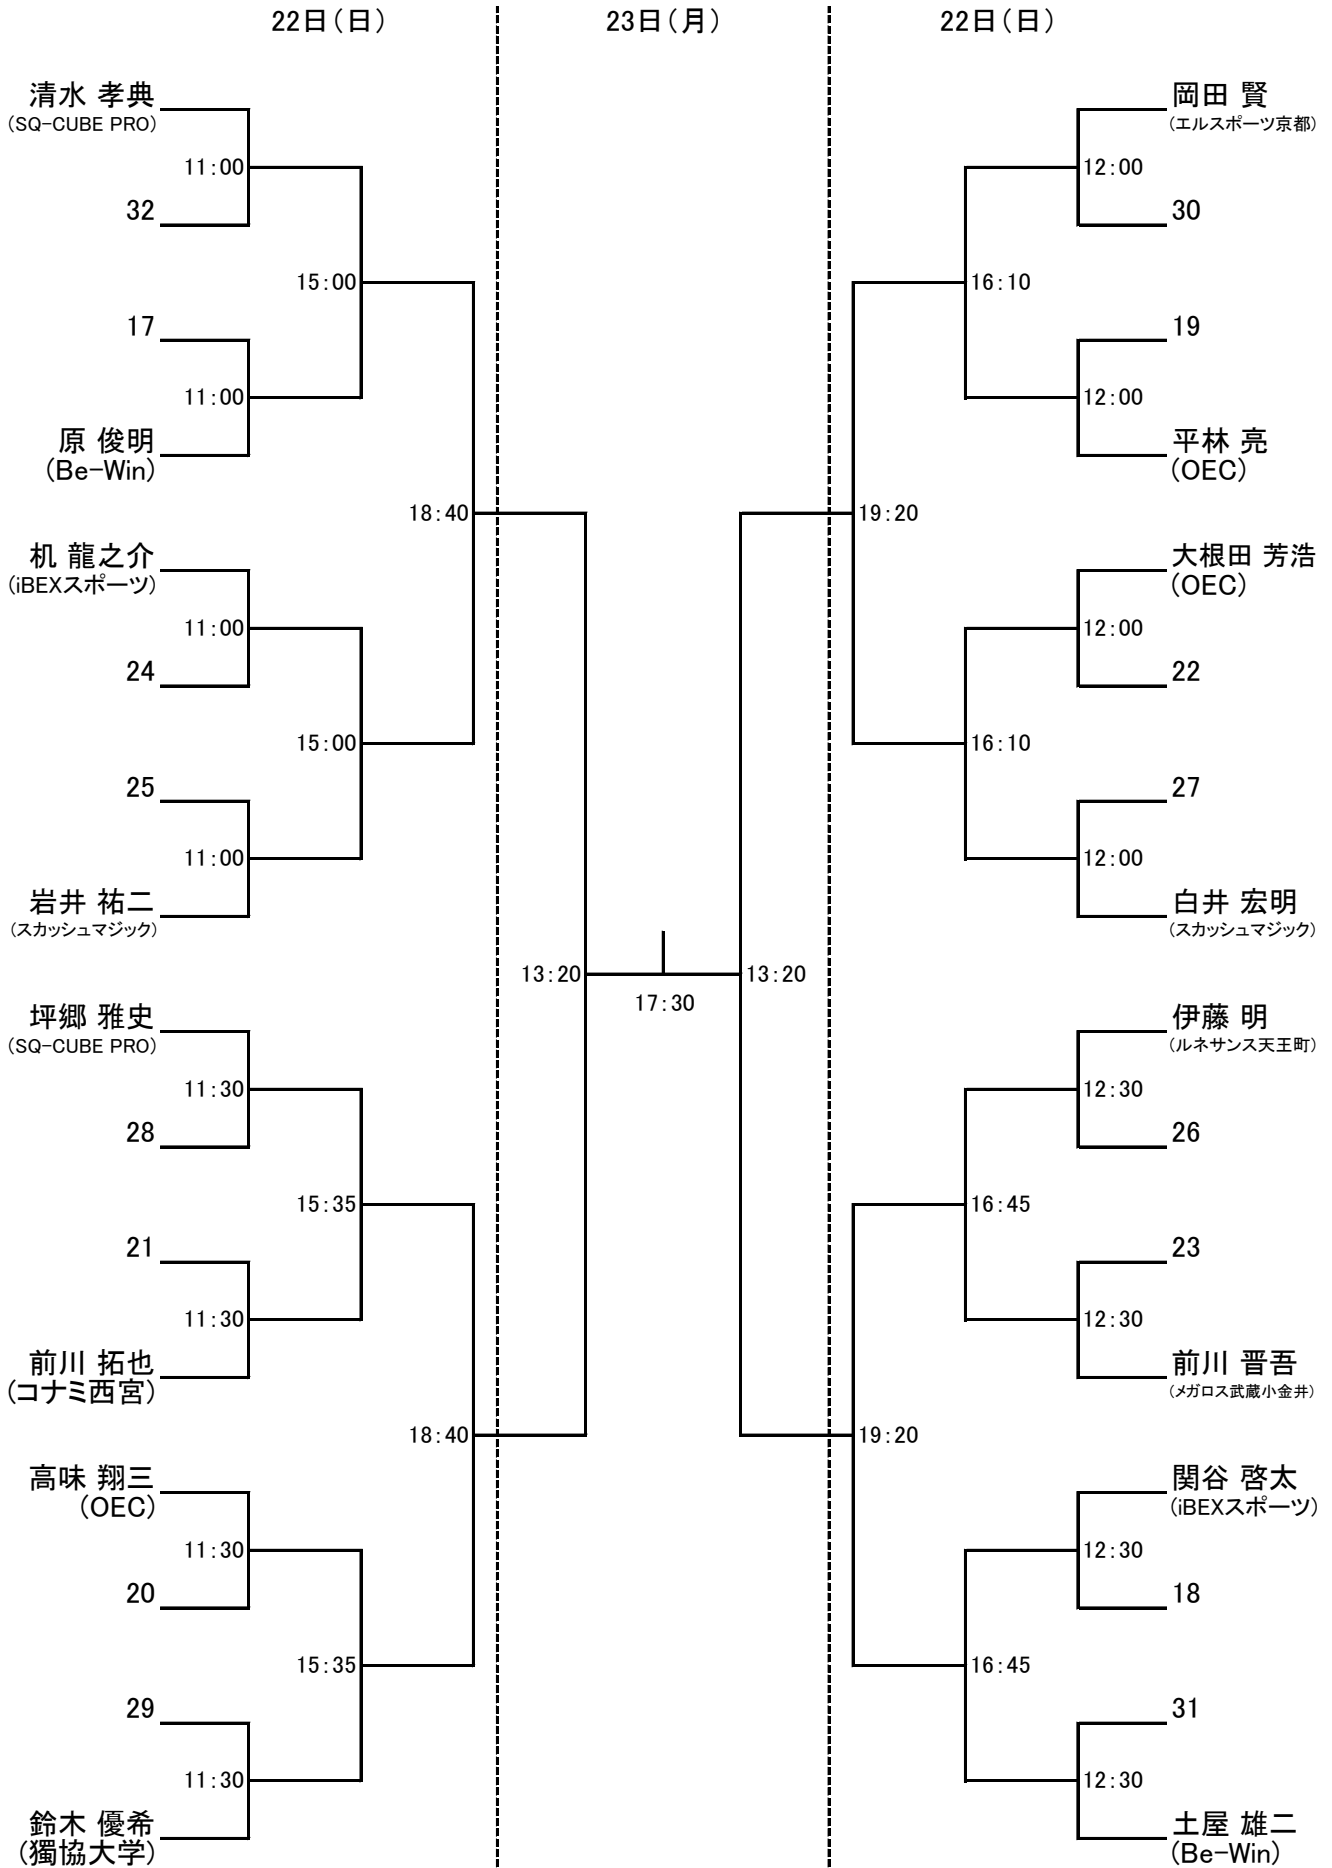 22日(日)
23日(月)
22日(日)
清水 孝典
(SQ-CUBE PRO)
11:00
32
15:00
17
11:00
原 俊明
(Be-Win)
18:40
机 龍之介
(iBEXスポーツ)
11:00
24
15:00
25
11:00
岩井 祐二
(スカッシュマジック)
13:20
坪郷 雅史
(SQ-CUBE PRO)
11:30
28
15:35
21
11:30
前川 拓也
(コナミ西宮)
18:40
高味 翔三
(OEC)
11:30
20
15:35
29
11:30
鈴木 優希
(獨協大学)
17:30
岡田 賢
(エルスポーツ京都)
12:00
30
16:10
19
12:00
平林 亮
(OEC)
19:20
大根田 芳浩
(OEC)
12:00
22
16:10
27
12:00
白井 宏明
(スカッシュマジック)
13:20
伊藤 明
(ルネサンス天王町)
12:30
26
16:45
23
12:30
前川 晋吾
(メガロス武蔵小金井)
19:20
関谷 啓太
(iBEXスポーツ)
12:30
18
16:45
31
12:30
土屋 雄二
(Be-Win)